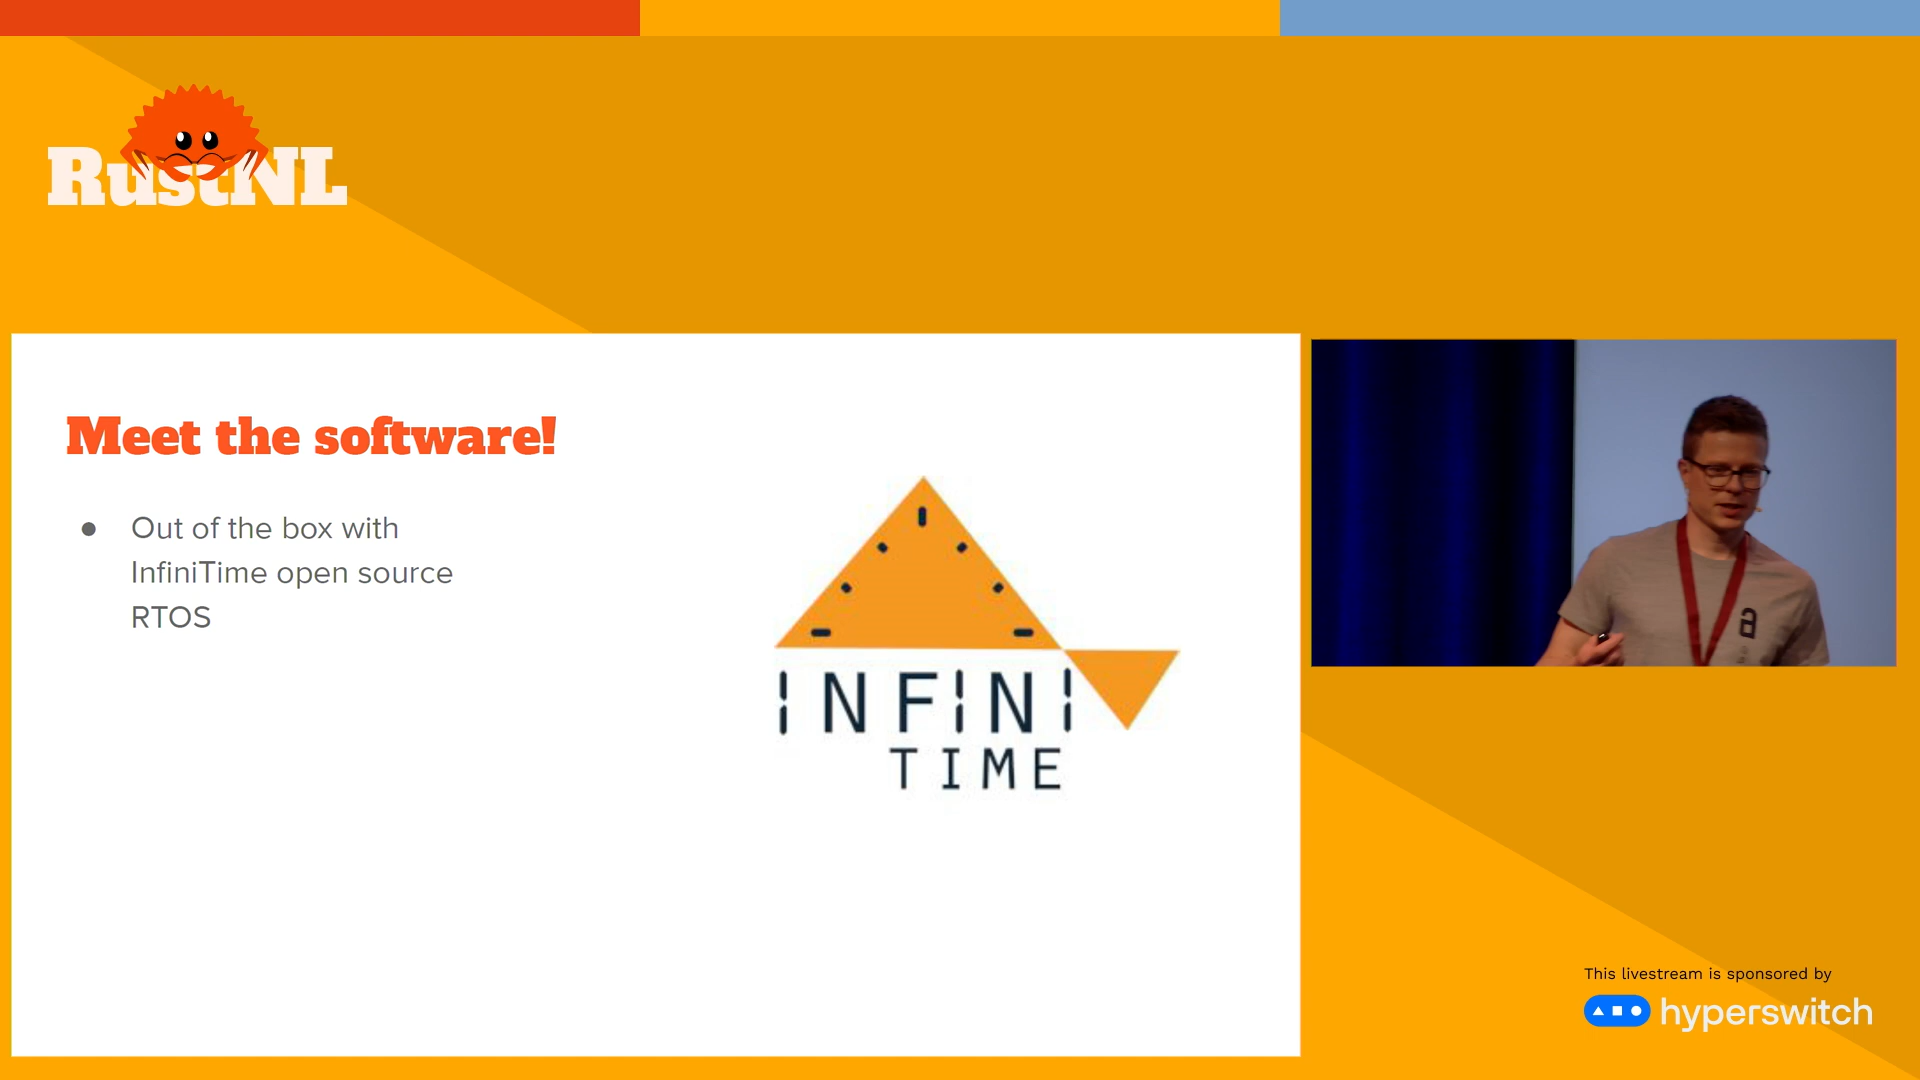 RustNL
Meet the software!
● Out of the box with
InfiniTime open source
RTOS
INFINI
TIME
a
This livestream is sponsored by
hyperswitch